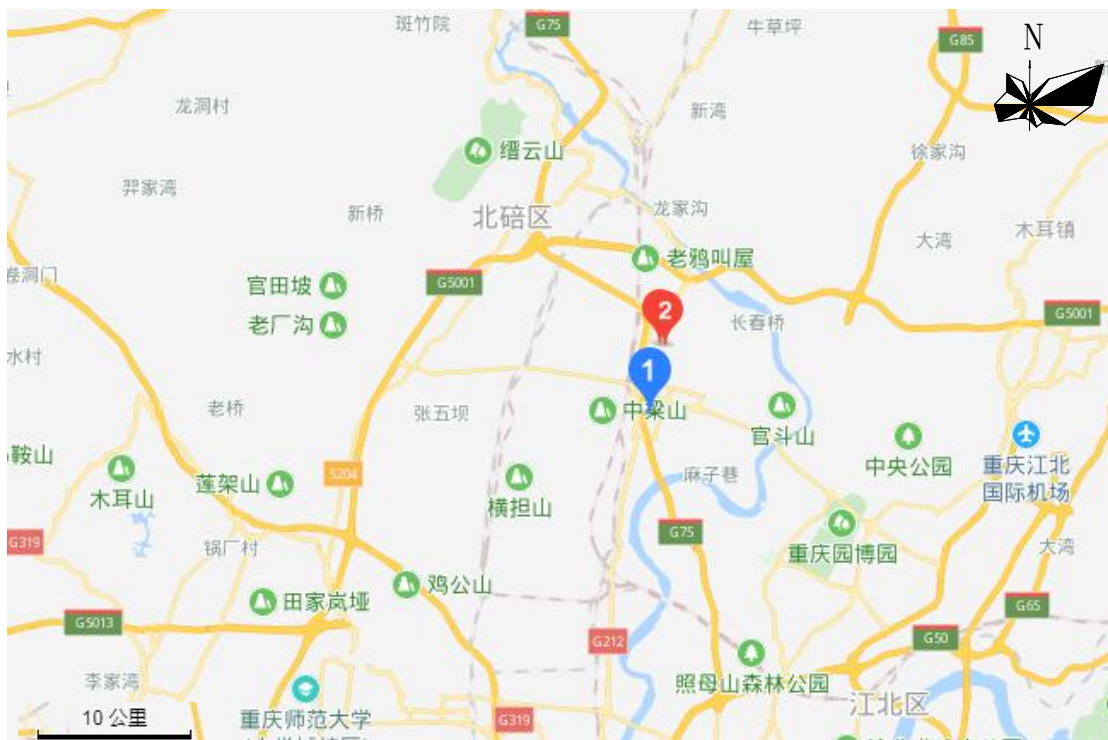 斑竹院
G75
牛草坪
G85
N
龙洞村
新湾
缙云山
徐家沟
羿家湾
新桥
北碚区
龙家沟
木耳镇
大湾
老鸦叫屋
卷洞门
官田坡
G5001
2
长春桥
G5001
老厂沟
水村
1
老桥
张五坝
中梁山
官斗山
中央公园
重庆江北
国际机场
鞍山
木耳山
莲架山
S204
横担山
麻子巷
G319
锅厂村
G75
重庆园博园
大湾
田家岚垭
鸡公山
G5013
G65
G212
G50
李家湾
照母山森林公园
江北区
10 公里
重庆师范大学
G319